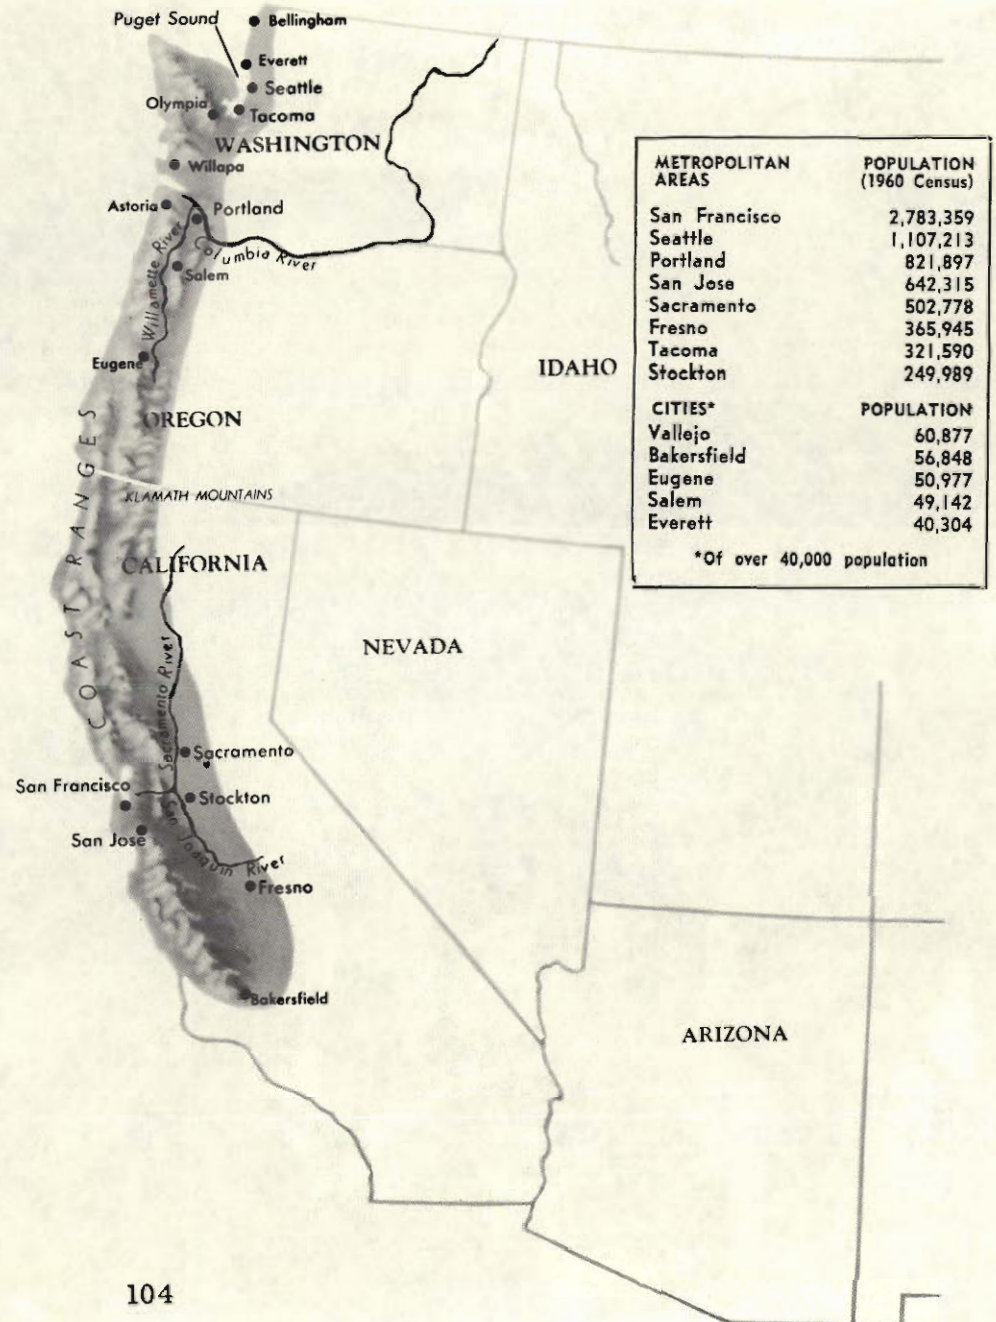 Puget Sound
Bellingham
Everett
Seattle
Olympia
Tacoma
WASHINGTON
Willapa
Astoria
Portland
Columbia River
Willamette River
Salem
Eugene
IDAHO
OREGON
COAST RANGES
KLAMATH MOUNTAINS
CALIFORNIA
NEVADA
Sacramento River
Sacramento
San Francisco
Stockton
San Jose
San Joaquin River
Fresno
Bakersfield
ARIZONA
METROPOLITAN POPULATION
AREAS (1960 Census)
San Francisco 2,783,359
Seattle 1,107,213
Portland 821,897
San Jose 642,315
Sacramento 502,778
Fresno 365,945
Tacoma 321,590
Stockton 249,989
CITIES* POPULATION
Vallejo 60,877
Bakersfield 56,848
Eugene 50,977
Salem 49,142
Everett 40,304
*Of over 40,000 population
104